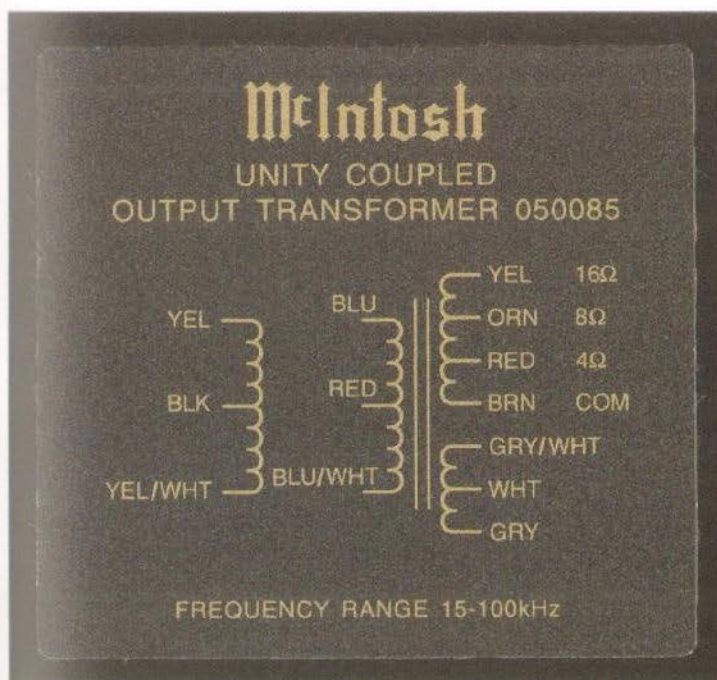 McIntosh
UNITY COUPLED
OUTPUT TRANSFORMER 050085
YEL
BLK
YEL/WHT
BLU
RED
BLU/WHT
YEL 16Ω
ORN 8Ω
RED 4Ω
BRN COM
GRY/WHT
WHT
GRY
FREQUENCY RANGE 15-100kHz